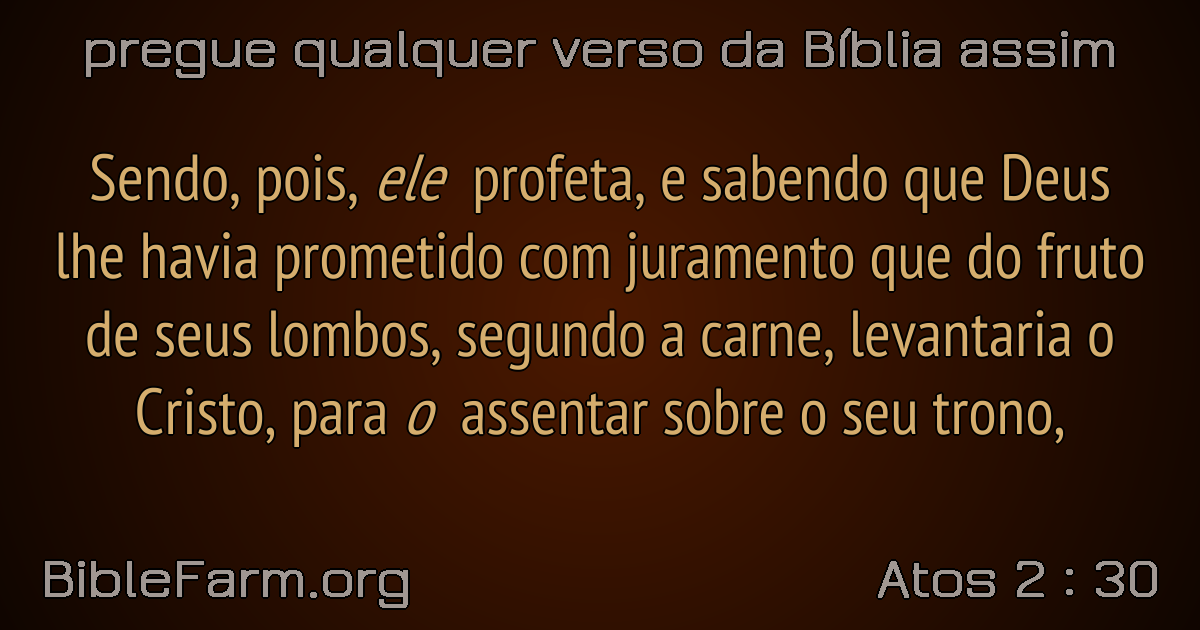 pregue qualquer verso da Bíblia assim
Sendo, pois, ele profeta, e sabendo que Deus
lhe havia prometido com juramento que do fruto
de seus lombos, segundo a carne, levantaria o
Cristo, para o assentar sobre o seu trono,
BibleFarm.org
Atos 2 : 30